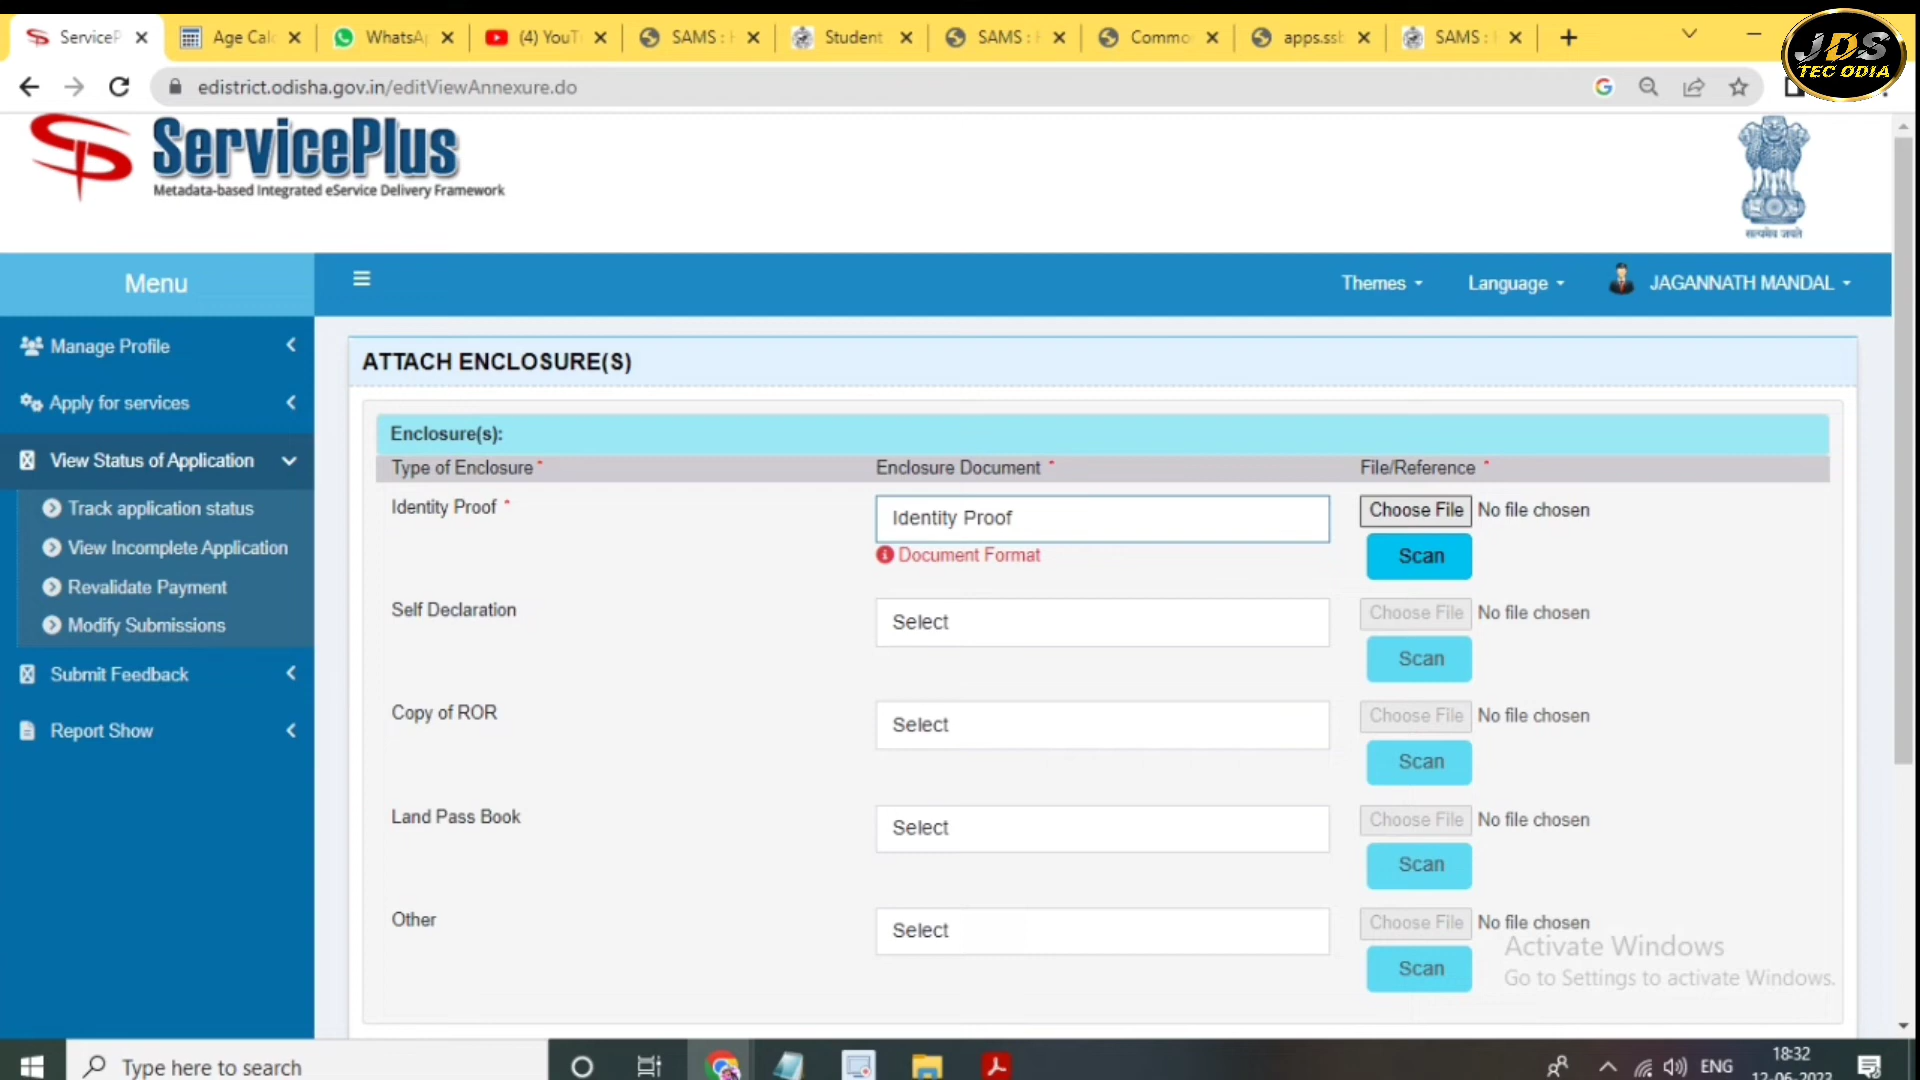 ServiceP
Age Cal
WhatsAp
(4) YouT
SAMS : F
Student
SAMS : F
Commo
apps.ssb
SAMS :
JDS
TEC ODIA
edistrict.odisha.gov.in/editViewAnnexure.do
ServicePlus
Metadata-based Integrated eService Delivery Framework
सत्यमेव जयते
Menu
Themes
Language
JAGANNATH MANDAL
Manage Profile
Apply for services
View Status of Application
Track application status
View Incomplete Application
Revalidate Payment
Modify Submissions
Submit Feedback
Report Show
ATTACH ENCLOSURE(S)
Enclosure(s):
Type of Enclosure *
Enclosure Document *
File/Reference *
Identity Proof *
Identity Proof
Choose File No file chosen
Document Format
Scan
Self Declaration
Select
Choose File No file chosen
Scan
Copy of ROR
Select
Choose File No file chosen
Scan
Land Pass Book
Select
Choose File No file chosen
Scan
Other
Select
Choose File No file chosen
Scan
Activate Windows
Go to Settings to activate Windows.
Type here to search
ENG
18:32
12-06-2022